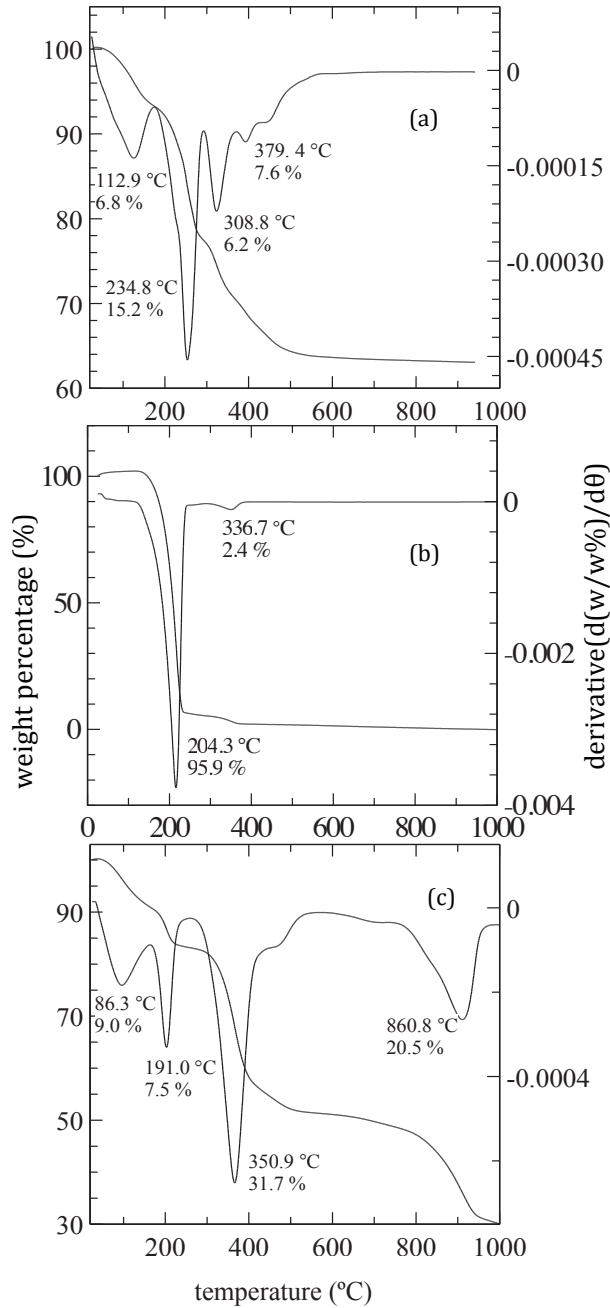 100
90
80
70
60
0
-0.00015
-0.00030
-0.00045
(a)
112.9 °C
6.8 %
379. 4 °C
7.6 %
308.8 °C
6.2 %
234.8 °C
15.2 %
200 400 600 800 1000
weight percentage (%)
derivative(d(w/w%)/dθ)
100
50
0
0
-0.002
-0.004
336.7 °C
2.4 %
(b)
204.3 °C
95.9 %
0 200 400 600 800 1000
90
70
50
30
0
-0.0004
(c)
86.3 °C
9.0 %
191.0 °C
7.5 %
860.8 °C
20.5 %
350.9 °C
31.7 %
200 400 600 800 1000
temperature (ºC)